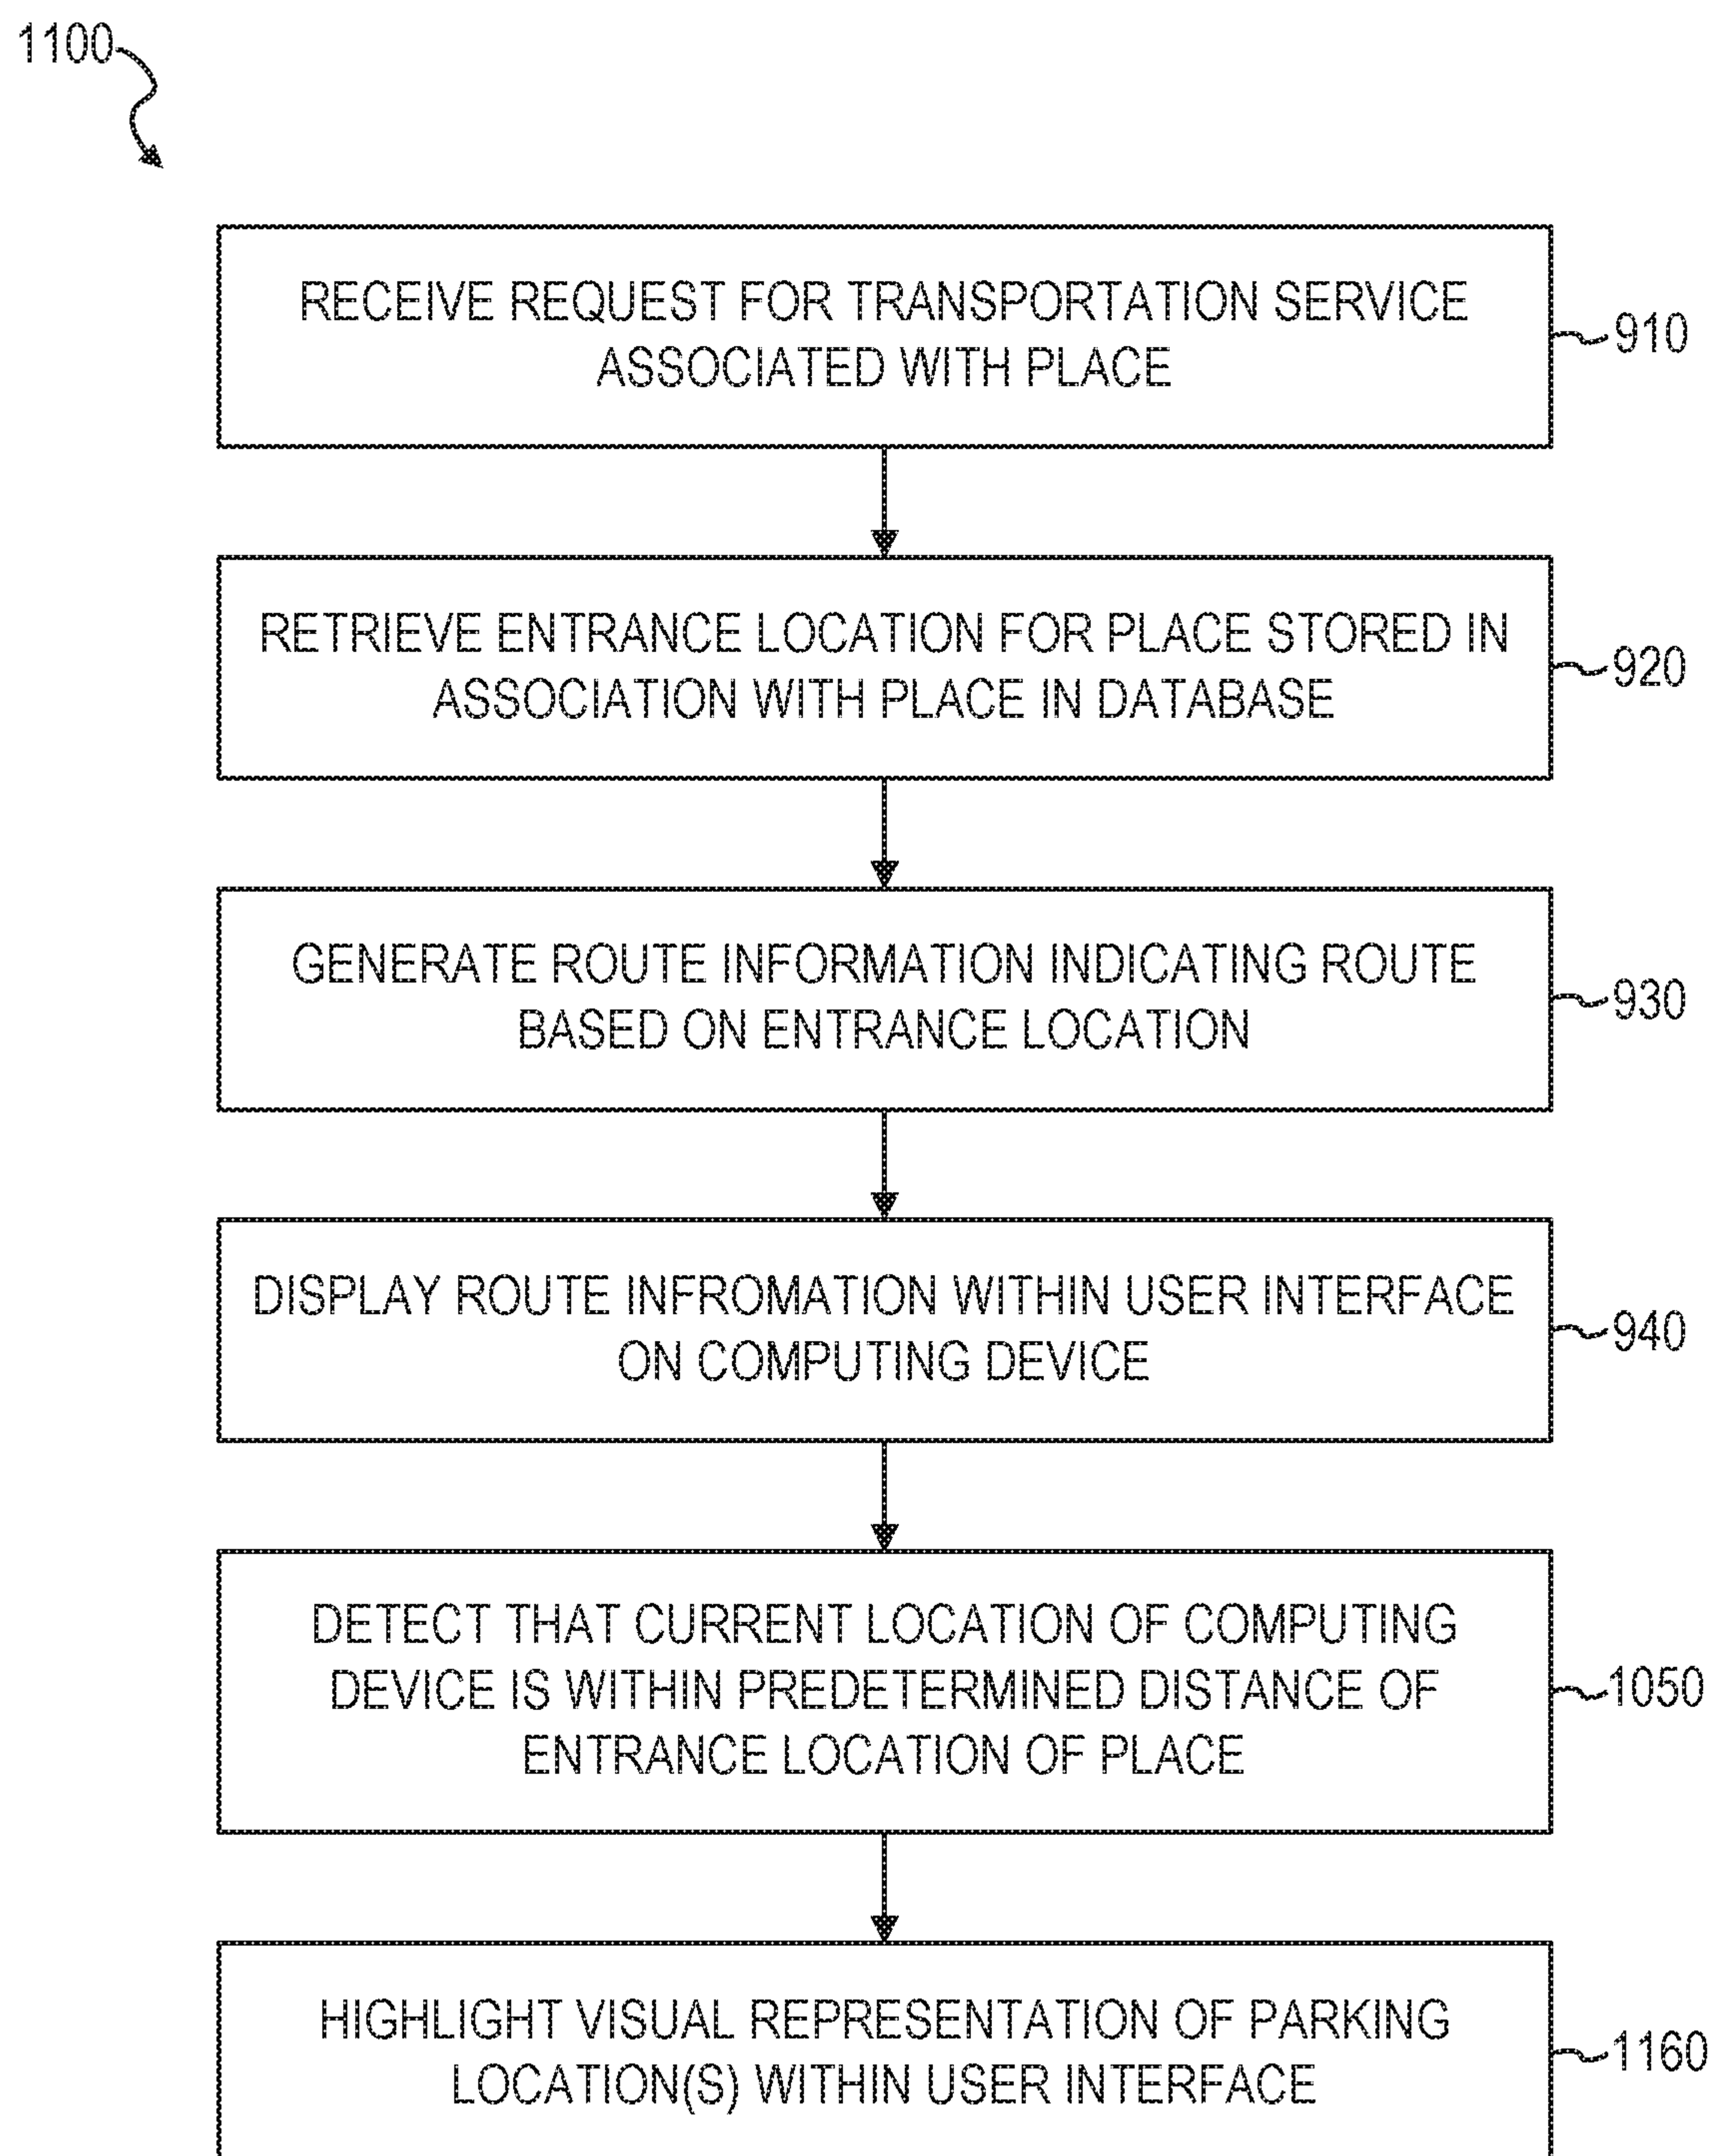 1100
RECEIVE REQUEST FOR TRANSPORTATION SERVICE
ASSOCIATED WITH PLACE
910
RETRIEVE ENTRANCE LOCATION FOR PLACE STORED IN
ASSOCIATION WITH PLACE IN DATABASE
920
GENERATE ROUTE INFORMATION INDICATING ROUTE
BASED ON ENTRANCE LOCATION
930
DISPLAY ROUTE INFROMATION WITHIN USER INTERFACE
ON COMPUTING DEVICE
940
DETECT THAT CURRENT LOCATION OF COMPUTING
DEVICE IS WITHIN PREDETERMINED DISTANCE OF
ENTRANCE LOCATION OF PLACE
1050
HIGHLIGHT VISUAL REPRESENTATION OF PARKING
LOCATION(S) WITHIN USER INTERFACE
1160